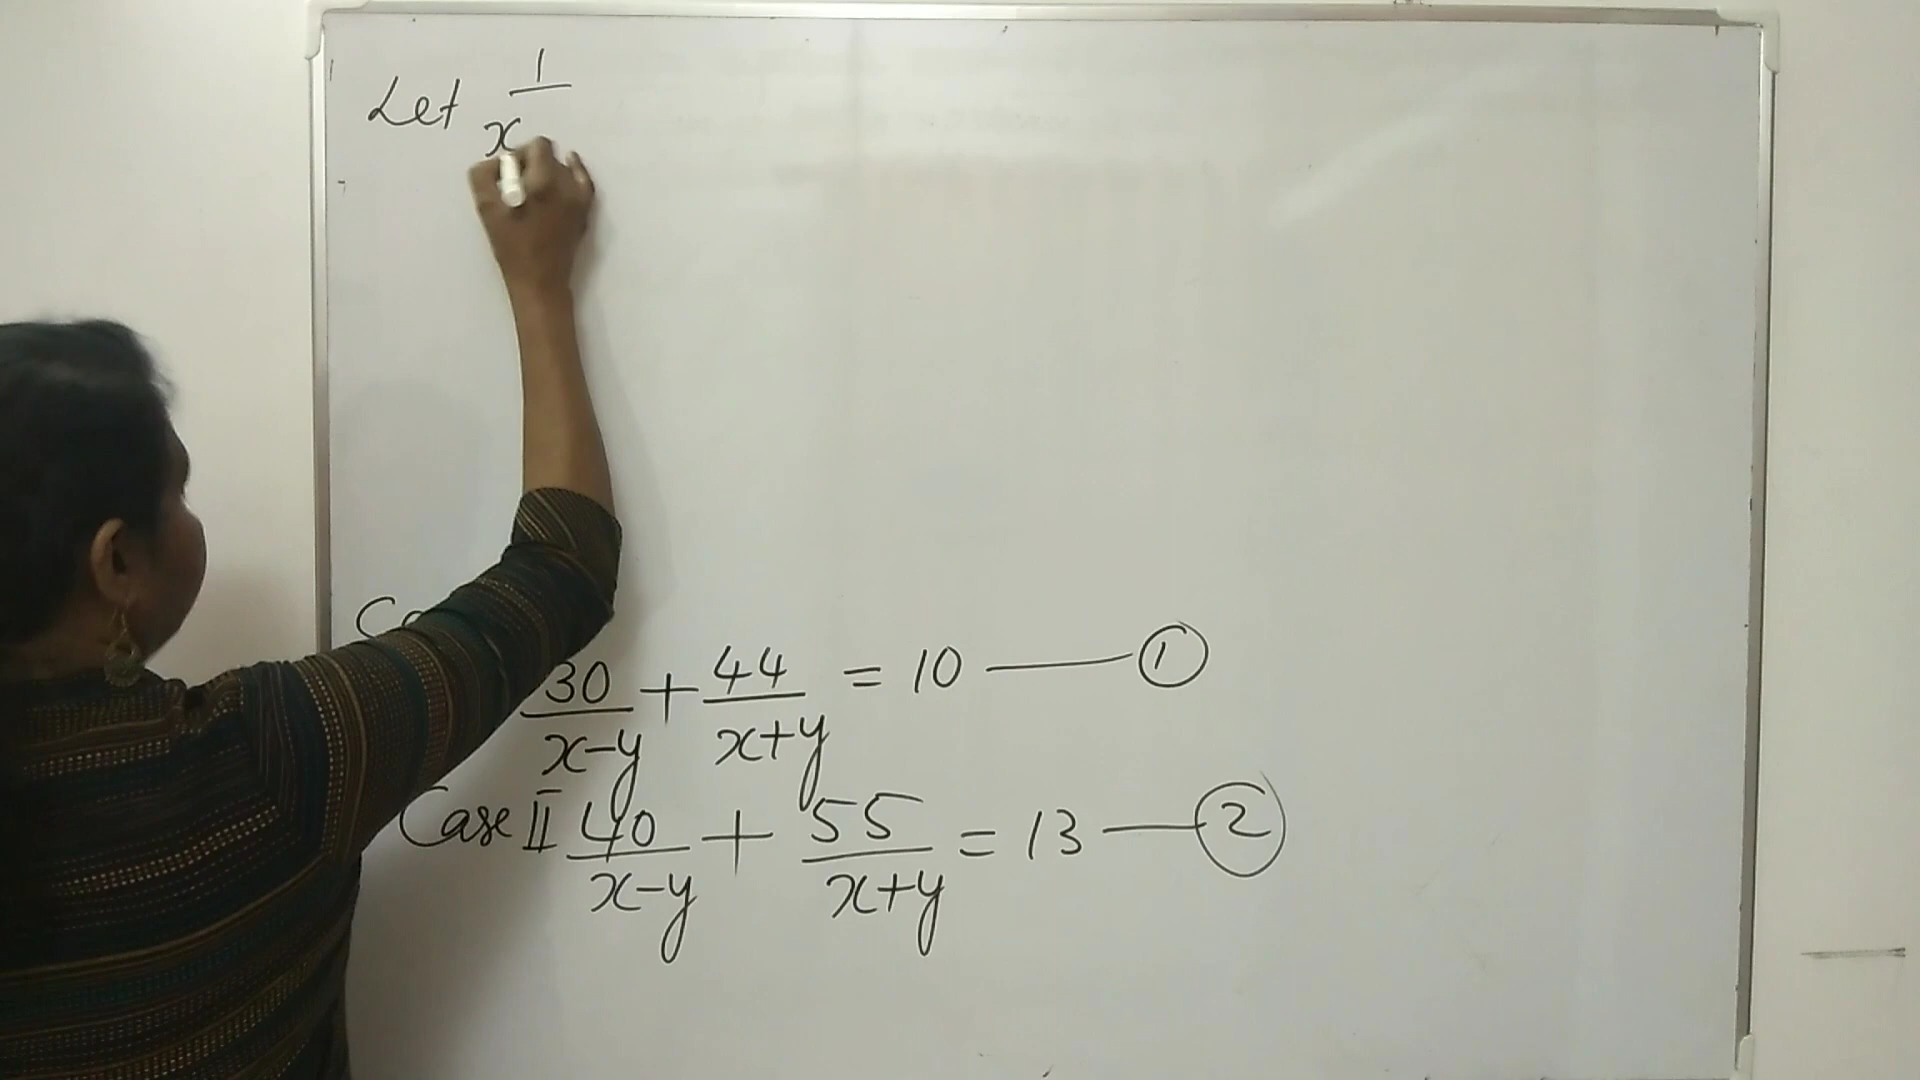 Let 1/x
30/x-y + 44/x+y = 10 —— ①
Case II 40/x-y + 55/x+y = 13 —— ②